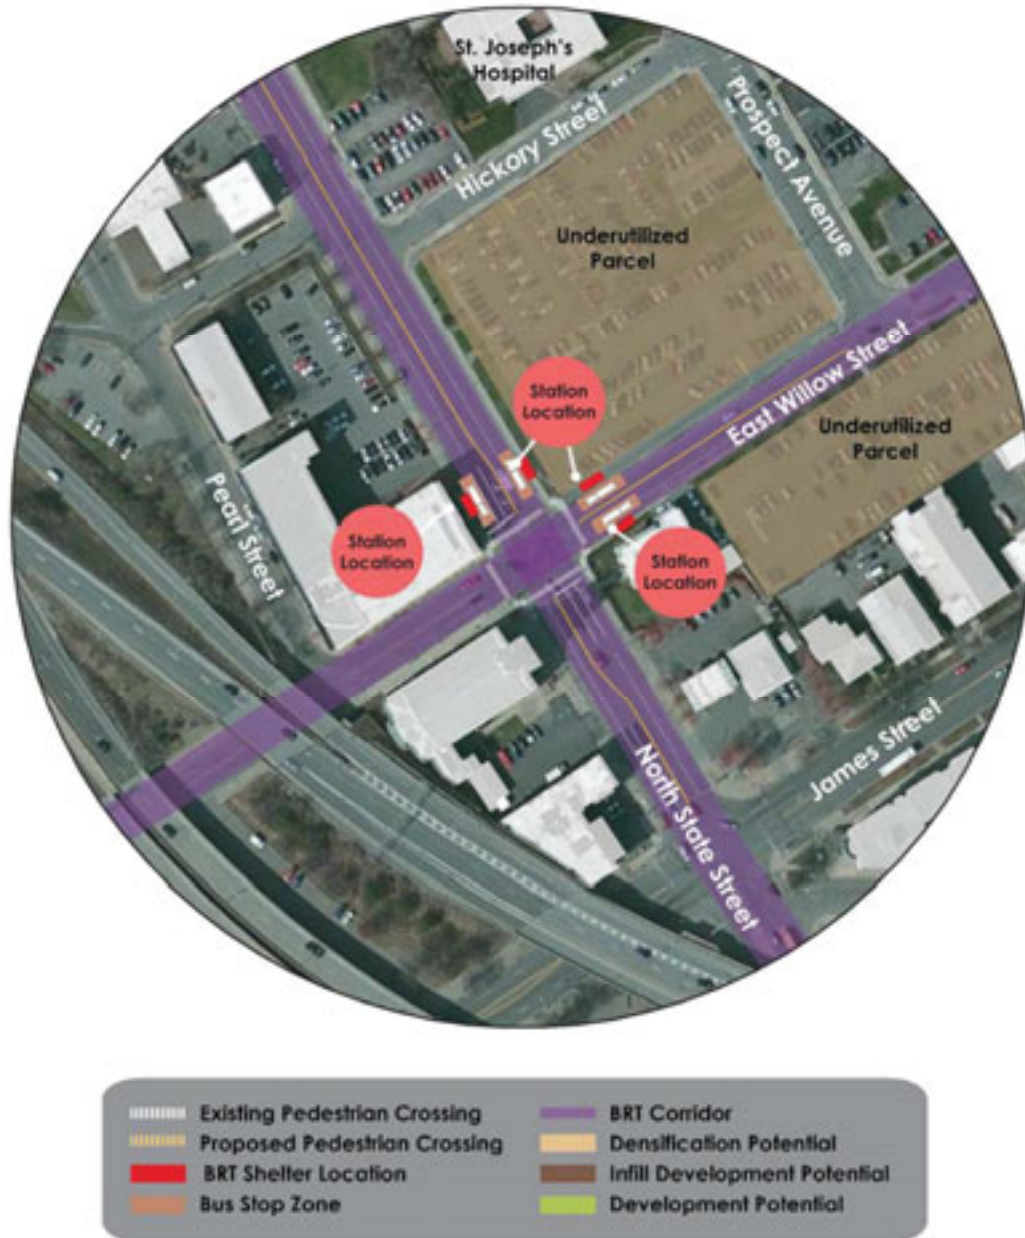 St. Joseph's
Hospital
Hickory Street
Prospect Avenue
Underutilized
Parcel
Station
Location
East Willow Street
Underutilized
Parcel
Pearl Street
Station
Location
Station
Location
James Street
North State Street
Existing Pedestrian Crossing
Proposed Pedestrian Crossing
BRT Shelter Location
Bus Stop Zone
BRT Corridor
Densification Potential
Infill Development Potential
Development Potential